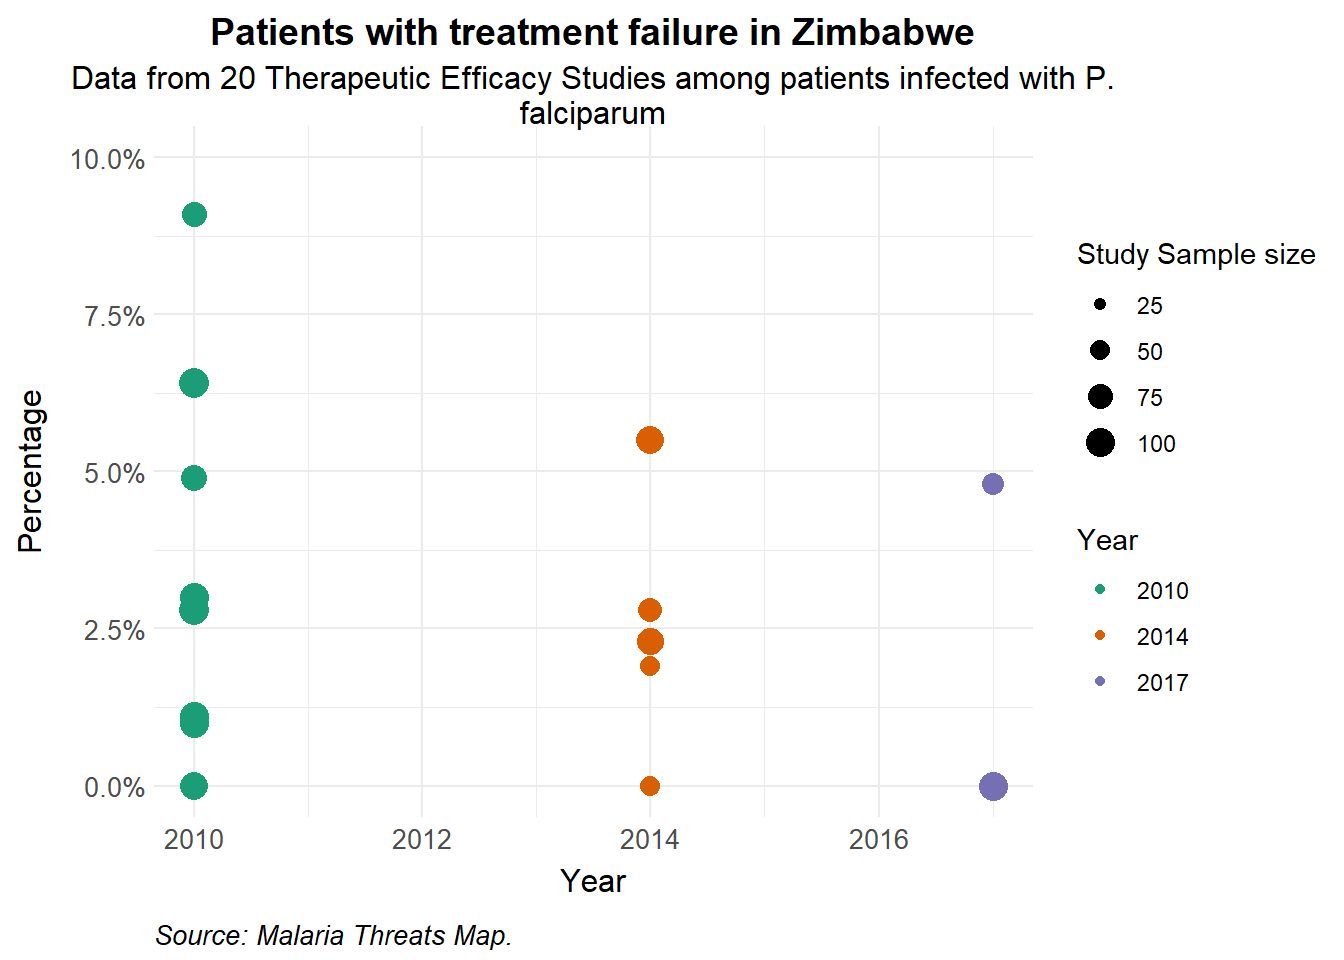 Patients with treatment failure in Zimbabwe
Data from 20 Therapeutic Efficacy Studies among patients infected with P.
falciparum
Percentage
10.0%
7.5%
5.0%
2.5%
0.0%
2010
2012
2014
2016
Year
Study Sample size
25
50
75
100
Year
2010
2014
2017
Source: Malaria Threats Map.